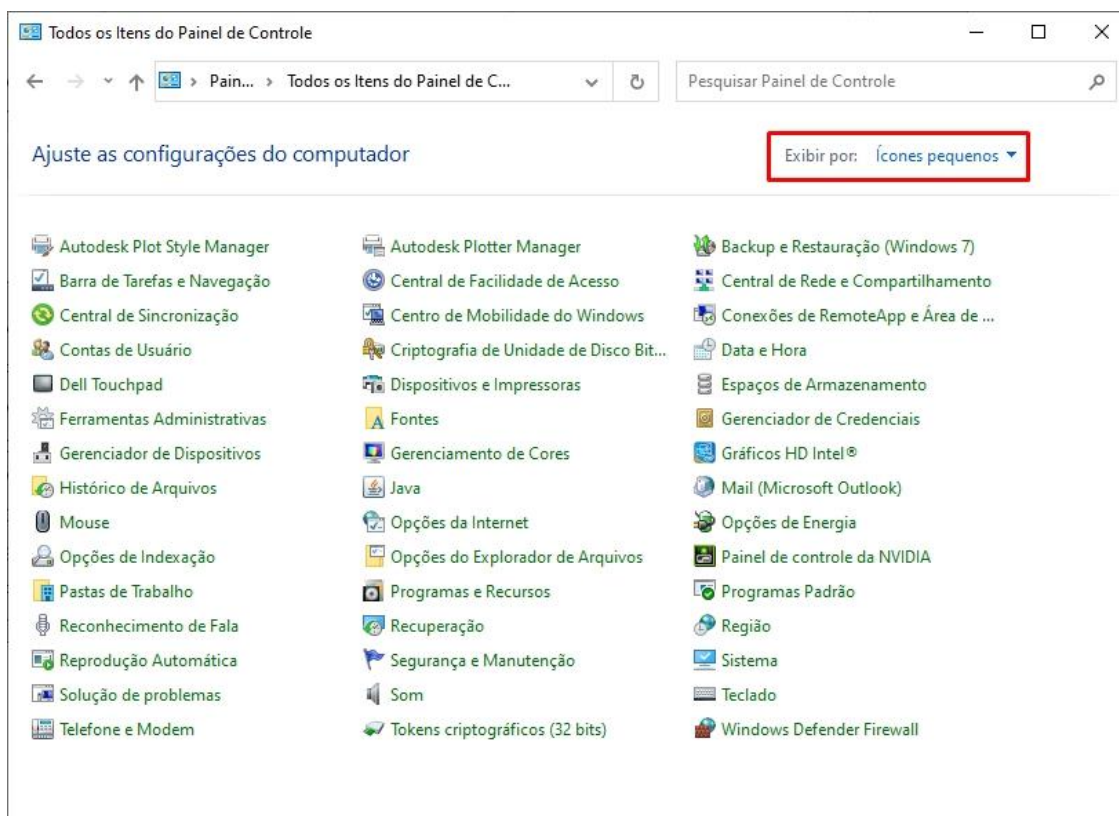 Todos os Itens do Painel de Controle
Pain... > Todos os Itens do Painel de C...
Pesquisar Painel de Controle
Ajuste as configurações do computador
Exibir por: Ícones pequenos
Autodesk Plot Style Manager
Autodesk Plotter Manager
Backup e Restauração (Windows 7)
Barra de Tarefas e Navegação
Central de Facilidade de Acesso
Central de Rede e Compartilhamento
Central de Sincronização
Centro de Mobilidade do Windows
Conexões de RemoteApp e Área de ...
Contas de Usuário
Criptografia de Unidade de Disco Bit...
Data e Hora
Dell Touchpad
Dispositivos e Impressoras
Espaços de Armazenamento
Ferramentas Administrativas
Fontes
Gerenciador de Credenciais
Gerenciador de Dispositivos
Gerenciamento de Cores
Gráficos HD Intel®
Histórico de Arquivos
Java
Mail (Microsoft Outlook)
Mouse
Opções da Internet
Opções de Energia
Opções de Indexação
Opções do Explorador de Arquivos
Painel de controle da NVIDIA
Pastas de Trabalho
Programas e Recursos
Programas Padrão
Reconhecimento de Fala
Recuperação
Região
Reprodução Automática
Segurança e Manutenção
Sistema
Solução de problemas
Som
Teclado
Telefone e Modem
Tokens criptográficos (32 bits)
Windows Defender Firewall